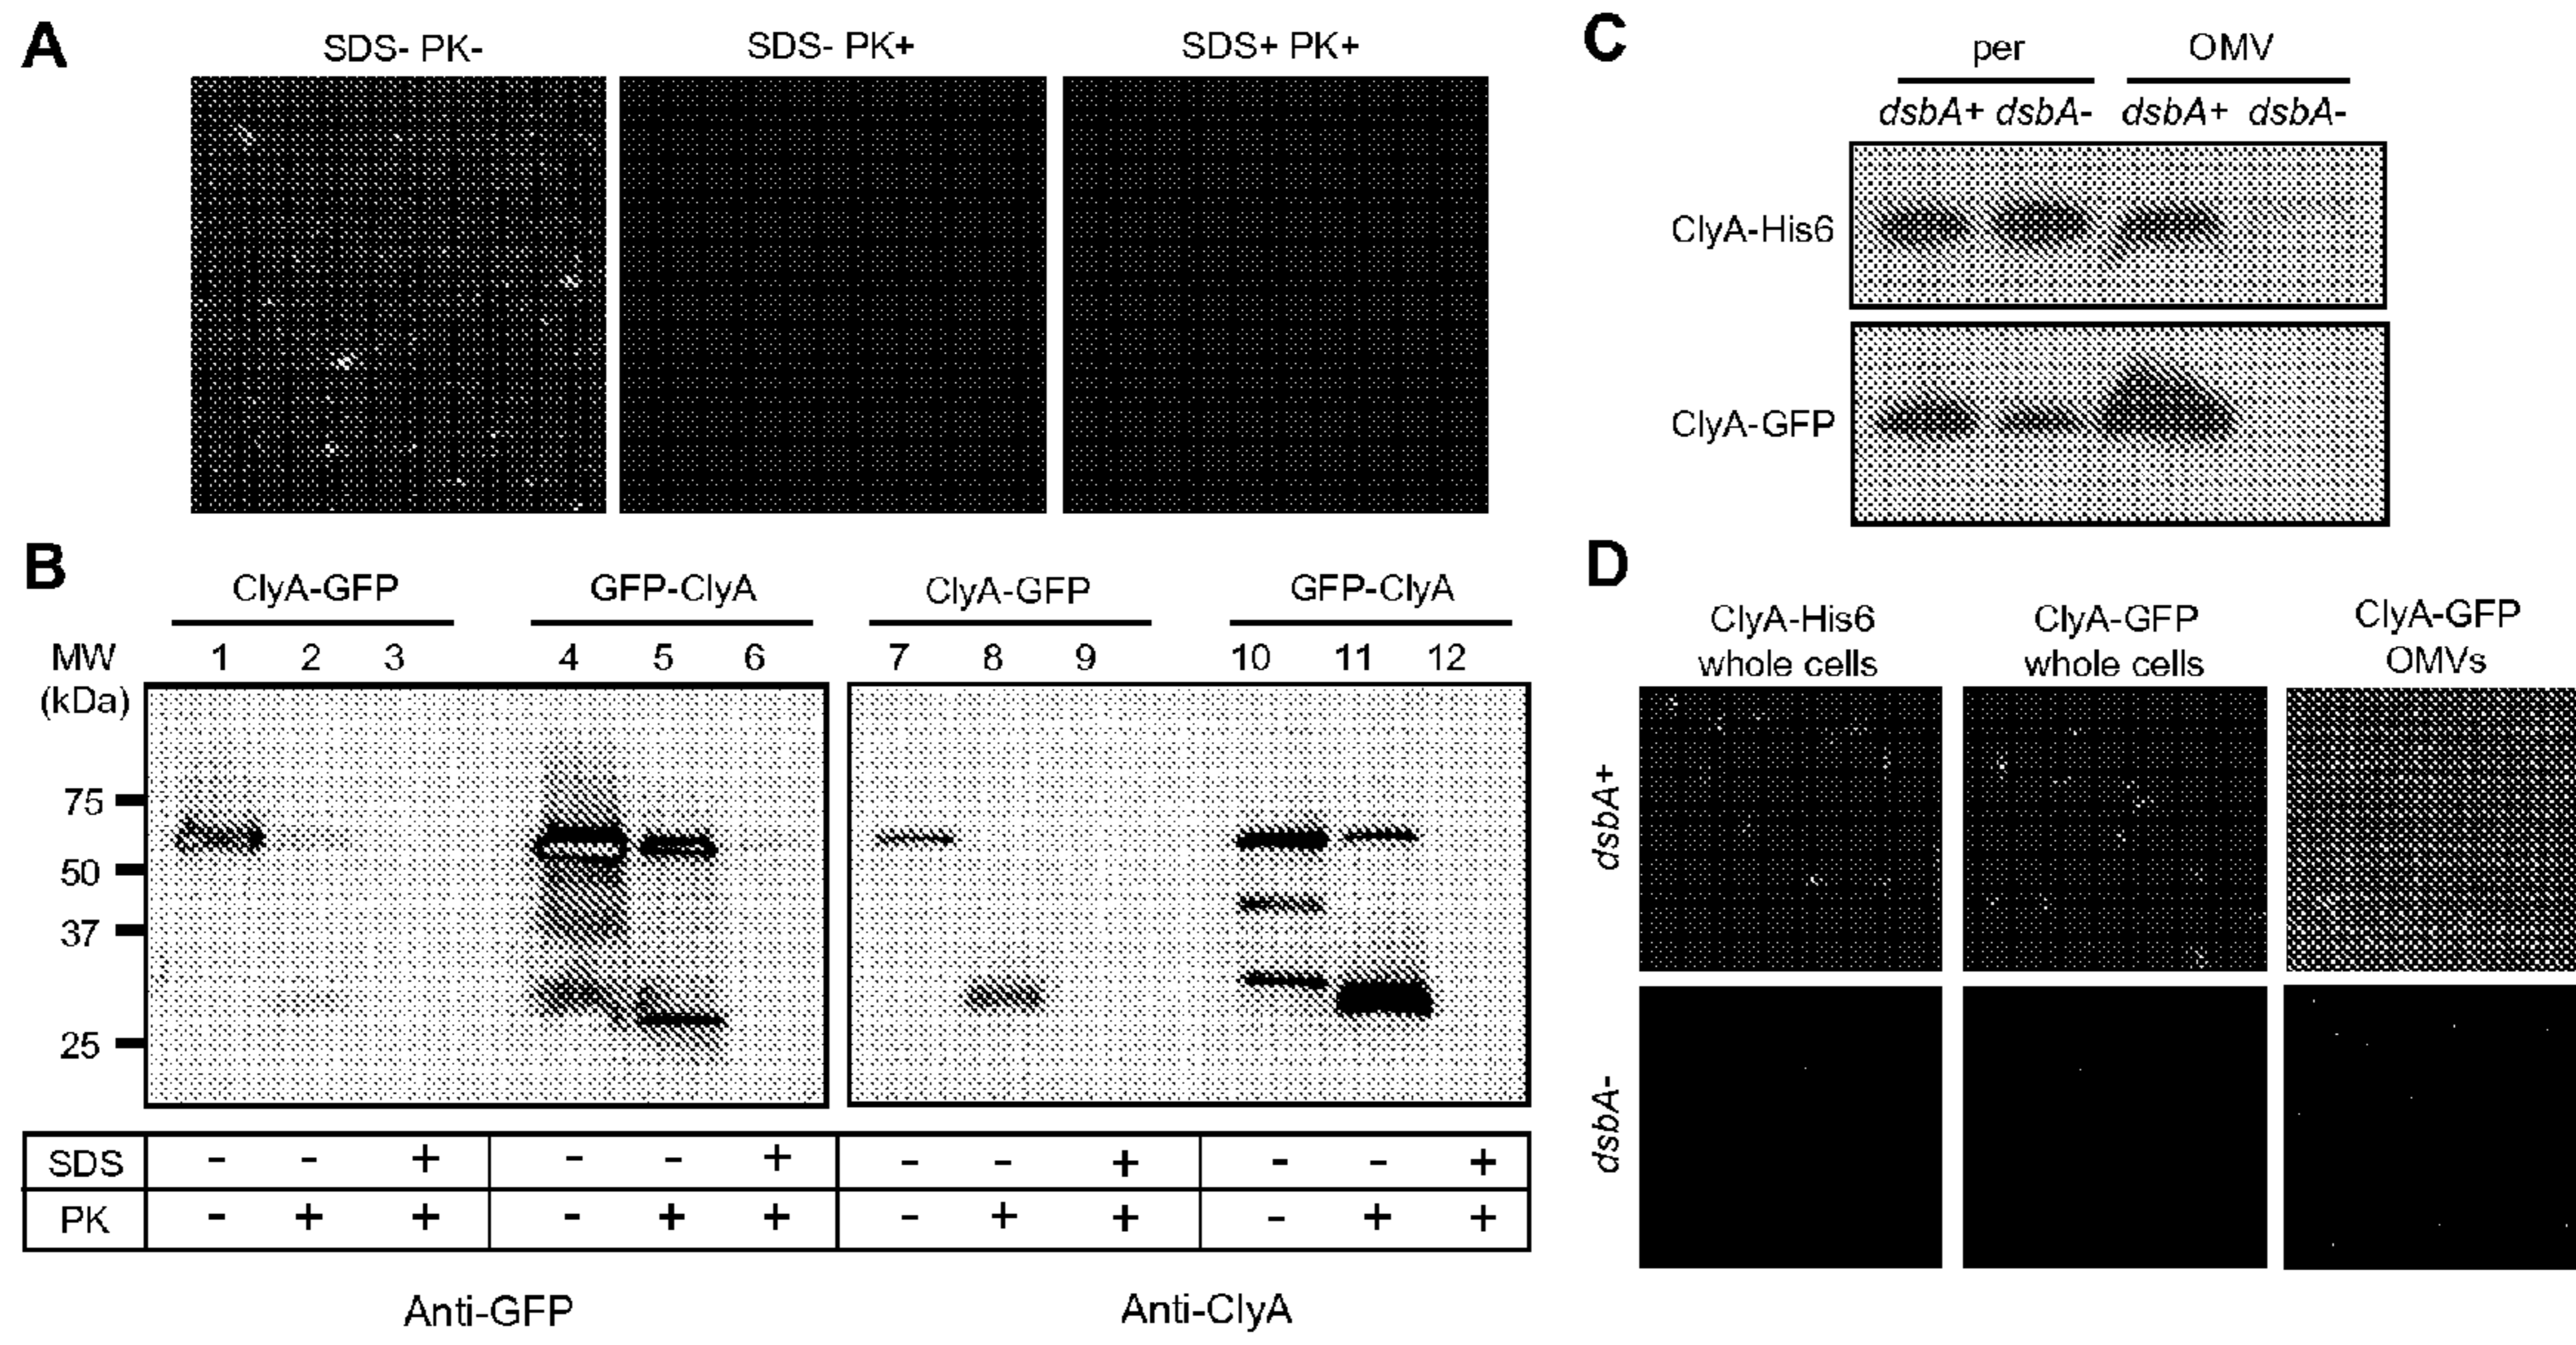 A
SDS- PK-
SDS- PK+
SDS+ PK+
B
ClyA-GFP
GFP-ClyA
ClyA-GFP
GFP-ClyA
MW
(kDa)
1 2 3 4 5 6 7 8 9 10 11 12
75
50
37
25
SDS - - + - - + - - + - - +
PK - + + - + + - + + - + +
Anti-GFP
Anti-ClyA
C
per
OMV
dsbA+ dsbA- dsbA+ dsbA-
ClyA-His6
ClyA-GFP
D
ClyA-His6
whole cells
ClyA-GFP
whole cells
ClyA-GFP
OMVs
dsbA+
dsbA-